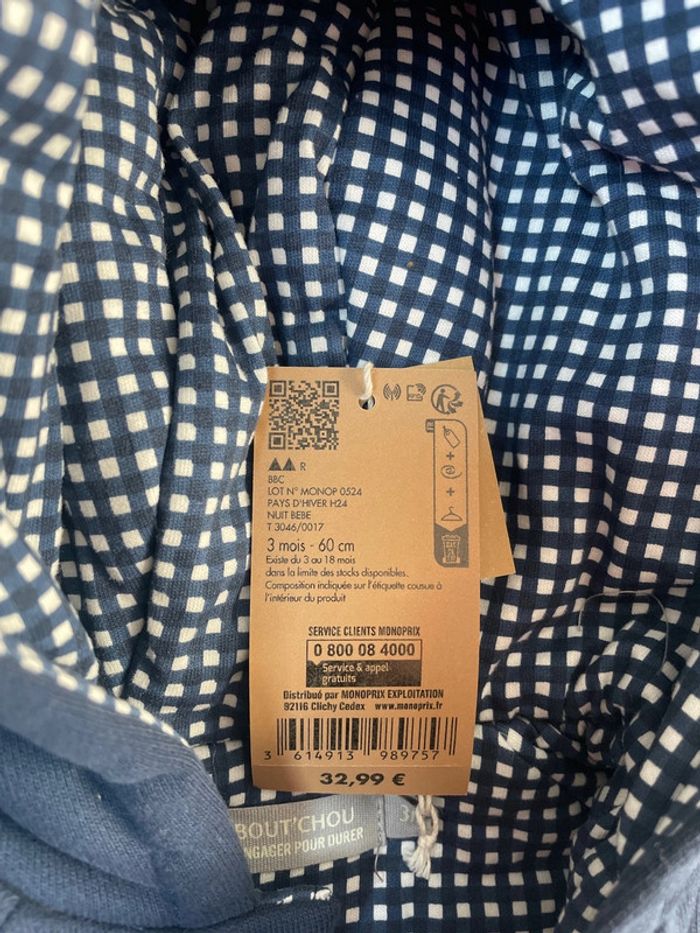 R
BBC
LOT N° MONOP 0524
PAYS D'HIVER H24
NUIT BEBE
T 3046/0017
3 mois - 60 cm
Existe du 3 au 18 mois
dans la limite des stocks disponibles.
Composition indiquée sur l'étiquette cousue à
l'intérieur du produit
SERVICE CLIENTS MONOPRIX
0 800 08 4000
Service & appel
gratuits
Distribué par MONOPRIX EXPLOITATION
92116 Clichy Cedex www.monoprix.fr
3 614913 989757
32,99 €
BOUT'CHOU
ENGAGER POUR DURER